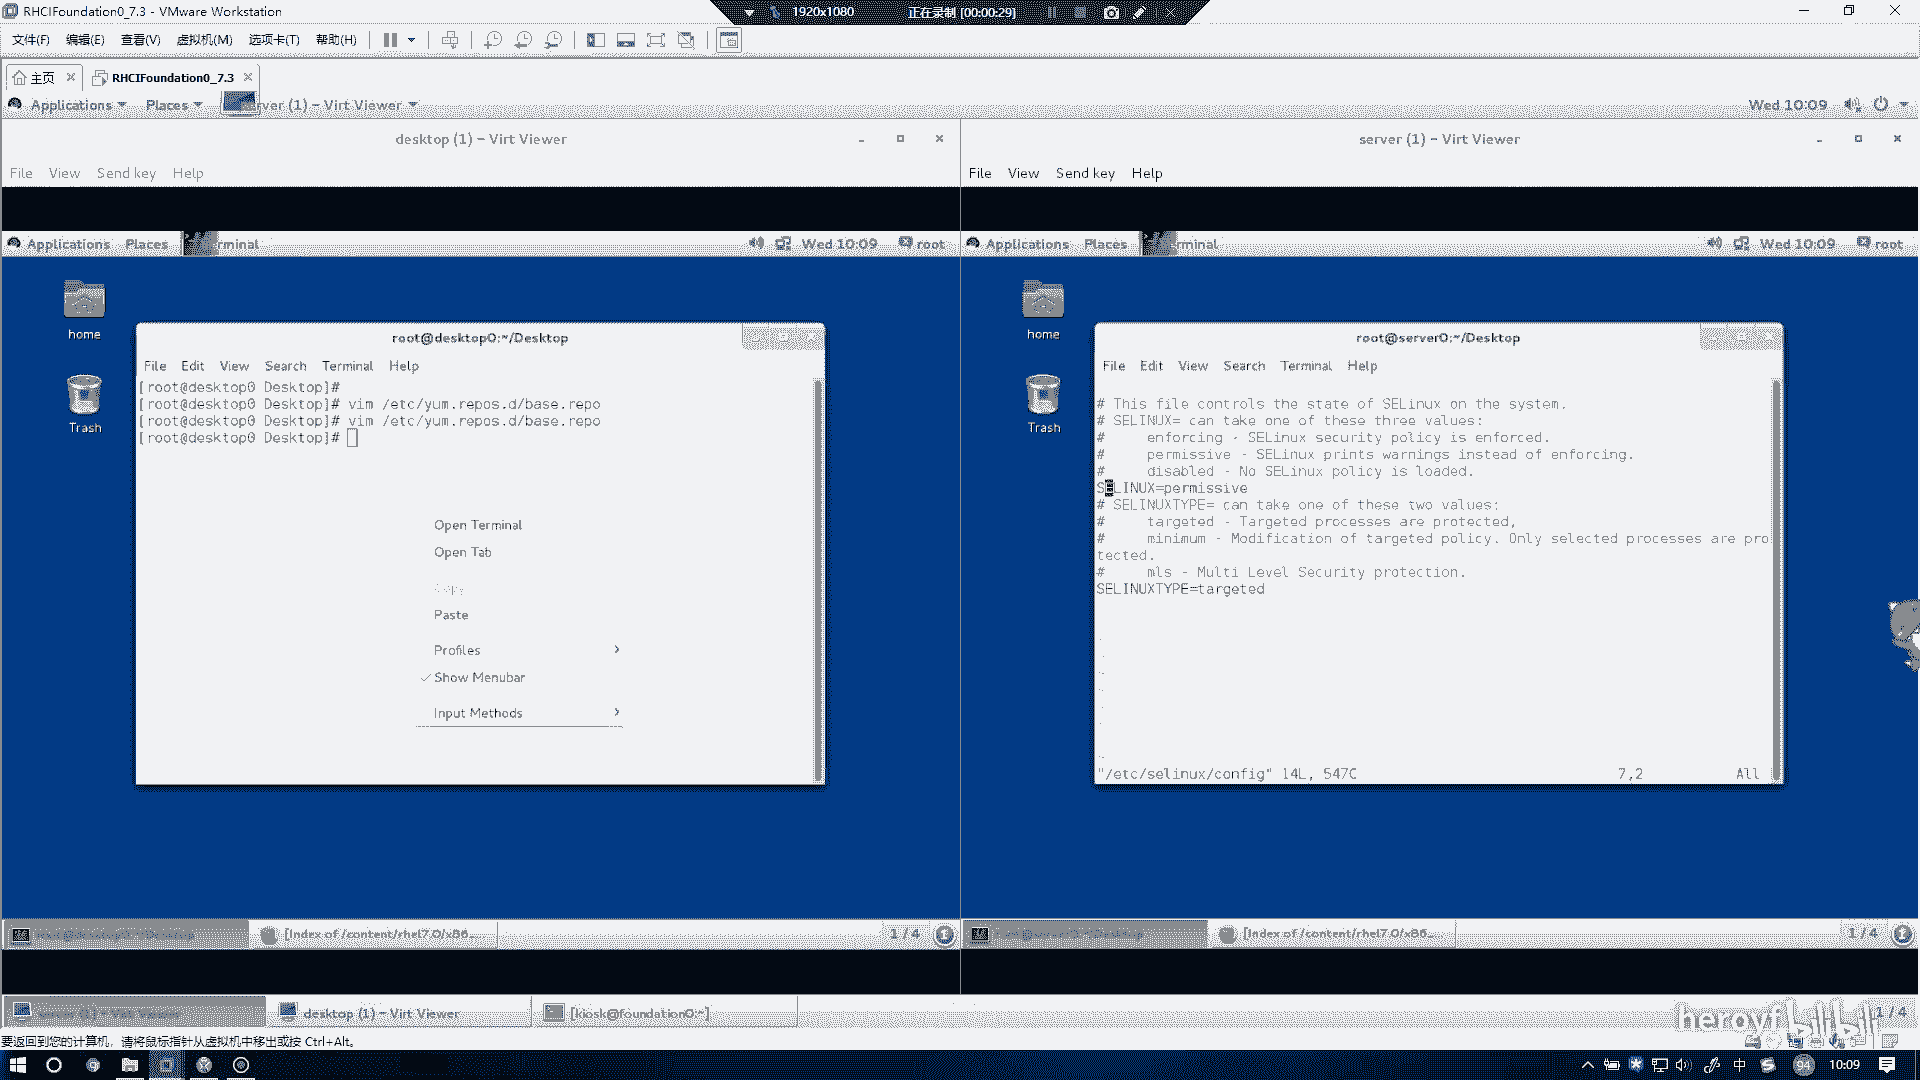 RHCIFoundation0_7.3 - VMware Workstation
1920x1080
正在录制 [00:00:29]
文件(F) 编辑(E) 查看(V) 虚拟机(M) 选项卡(T) 帮助(H)
主页 RHCIFoundation0_7.3
Applications Places (1) – Virt Viewer Wed 10:09
desktop (1) – Virt Viewer
File View Send key Help
Applications Places Wed 10:09 root
home
Trash
root@desktop0:~/Desktop
File Edit View Search Terminal Help
[root@desktop0 Desktop]#
[root@desktop0 Desktop]# vim /etc/yum.repos.d/base.repo
[root@desktop0 Desktop]# vim /etc/yum.repos.d/base.repo
[root@desktop0 Desktop]#
Open Terminal
Open Tab
Copy
Paste
Profiles
Show Menubar
Input Methods
[Index of /content/rhel7.0/x86... 1 / 4
server (1) – Virt Viewer
File View Send key Help
Applications Places Wed 10:09 root
home
Trash
root@server0:~/Desktop
File Edit View Search Terminal Help
# This file controls the state of SELinux on the system.
# SELINUX= can take one of these three values:
#     enforcing - SELinux security policy is enforced.
#     permissive - SELinux prints warnings instead of enforcing.
#     disabled - No SELinux policy is loaded.
SELINUX=permissive
# SELINUXTYPE= can take one of these two values:
#     targeted - Targeted processes are protected,
#     minimum - Modification of targeted policy. Only selected processes are pro
tected.
#     mls - Multi Level Security protection.
SELINUXTYPE=targeted
"/etc/selinux/config" 14L, 547C 7,2 All
[Index of /content/rhel7.0/x86... 1 / 4
desktop (1) – Virt Viewer [kiosk@foundation0:~] 1 / 4
heroyf bilibili
要返回到您的计算机，请将鼠标指针从虚拟机中移出或按 Ctrl+Alt。
中 94 10:09